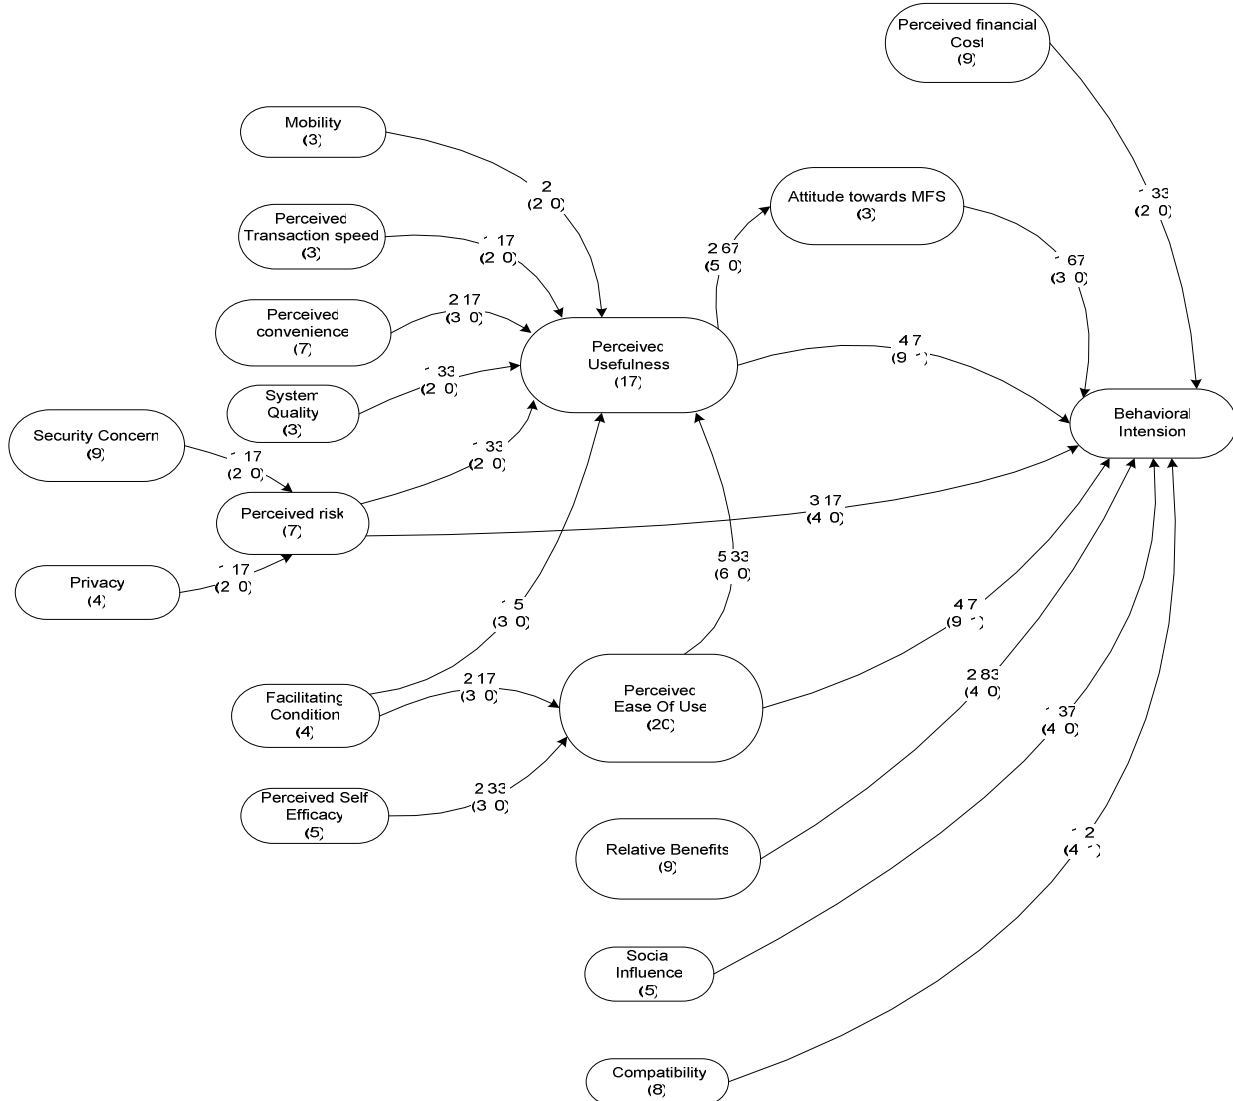 Perceived financial
Cost
(9)
Mobility
(3)
2
(2 0)
Attitude towards MFS
(3)
33
(2 0)
Perceived
Transaction speed
(3)
17
(2 0)
2 67
(5 0)
67
(3 0)
Perceived
convenience
(7)
2 17
(3 0)
Perceived
Usefulness
(17)
4 7
(9
33
(2 0)
System
Quality
(3)
Behavioral
Intension
Security Concern
(9)
17
(2 0)
33
(2 0)
Perceived risk
(7)
3 17
(4 0)
Privacy
(4)
17
(2 0)
5 33
(6 0)
5
(3 0)
4 7
(9
Facilitating
Condition
(4)
2 17
(3 0)
Perceived
Ease Of Use
(20)
2 83
(4 0)
37
(4 0)
Perceived Self
Efficacy
(5)
2 33
(3 0)
Relative Benefits
(9)
2
(4
Social
Influence
(5)
Compatibility
(8)